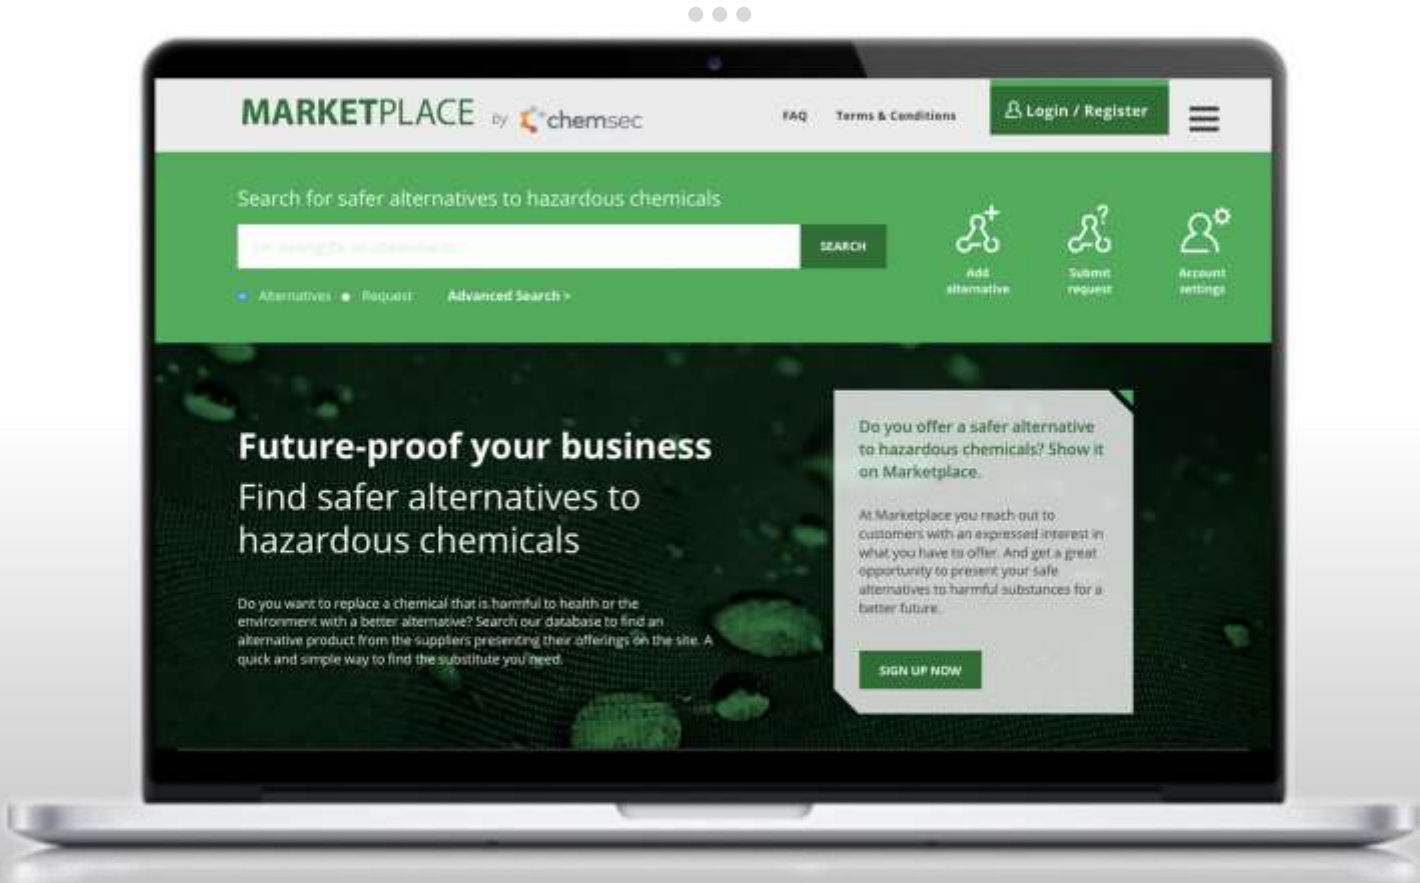 MARKETPLACE by chemsec
FAQ
Terms & Conditions
Login / Register
Search for safer alternatives to hazardous chemicals
SEARCH
Alternatives
Request
Advanced Search >
Add
alternative
Submit
request
Account
settings
Future-proof your business
Find safer alternatives to
hazardous chemicals
Do you want to replace a chemical that is harmful to health or the
environment with a better alternative? Search our database to find an
alternative product from the suppliers presenting their offerings on the site. A
quick and simple way to find the substitute you need.
Do you offer a safer alternative
to hazardous chemicals? Show it
on Marketplace.
At Marketplace you reach out to
customers with an expressed interest in
what you have to offer. And get a great
opportunity to present your safe
alternatives to harmful substances for a
better future.
SIGN UP NOW